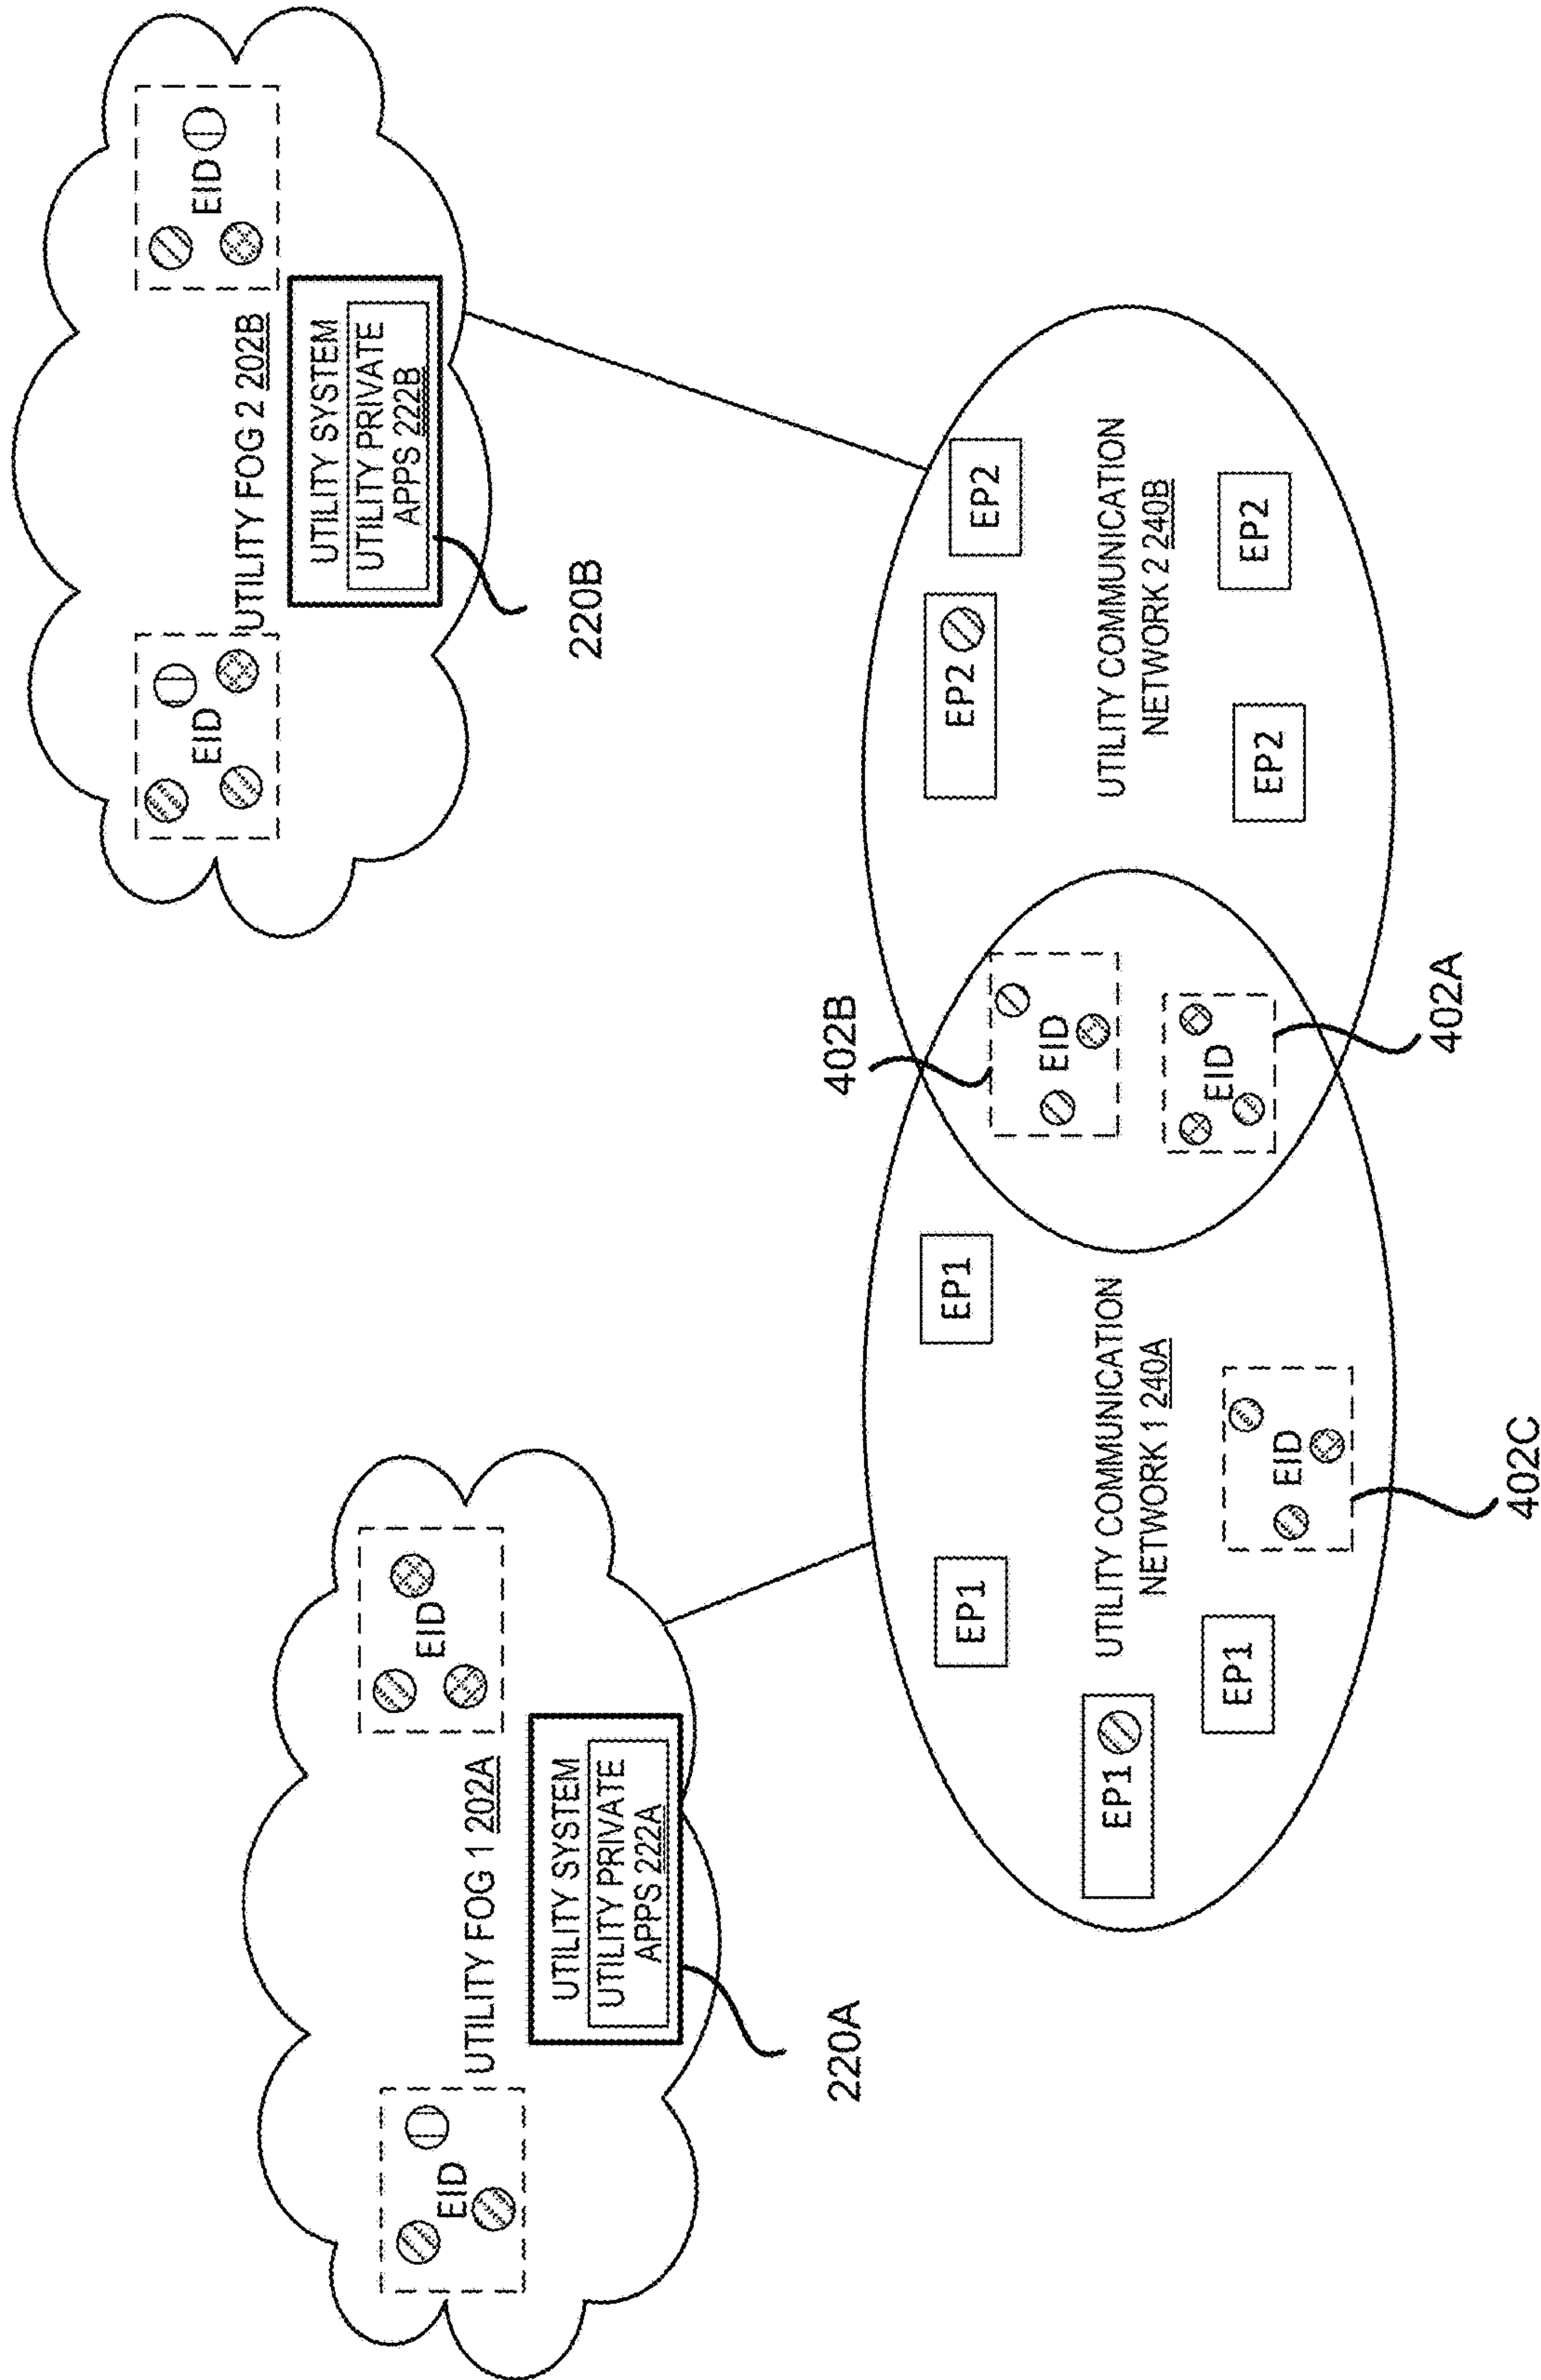 EID
EID
UTILITY FOG 1 202A
UTILITY SYSTEM
UTILITY PRIVATE
APPS 222A
220A
EID
EID
UTILITY FOG 2 202B
UTILITY SYSTEM
UTILITY PRIVATE
APPS 222B
220B
EP1
EP1
EP1
EP1
UTILITY COMMUNICATION
NETWORK 1 240A
EID
402C
402B
EID
EID
402A
EP2
EP2
UTILITY COMMUNICATION
NETWORK 2 240B
EP2
EP2